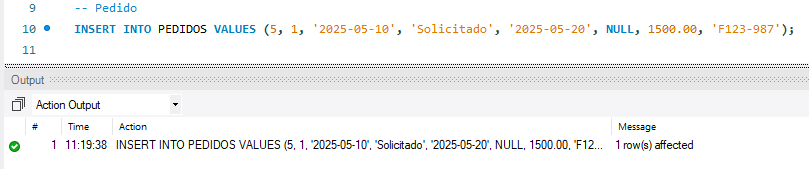 9 -- Pedido
10 INSERT INTO PEDIDOS VALUES (5, 1, '2025-05-10', 'Solicitado', '2025-05-20', NULL, 1500.00, 'F123-987');
11
Output
Action Output
# Time Action Message
1 11:19:38 INSERT INTO PEDIDOS VALUES (5, 1, '2025-05-10', 'Solicitado', '2025-05-20', NULL, 1500.00, 'F12... 1 row(s) affected